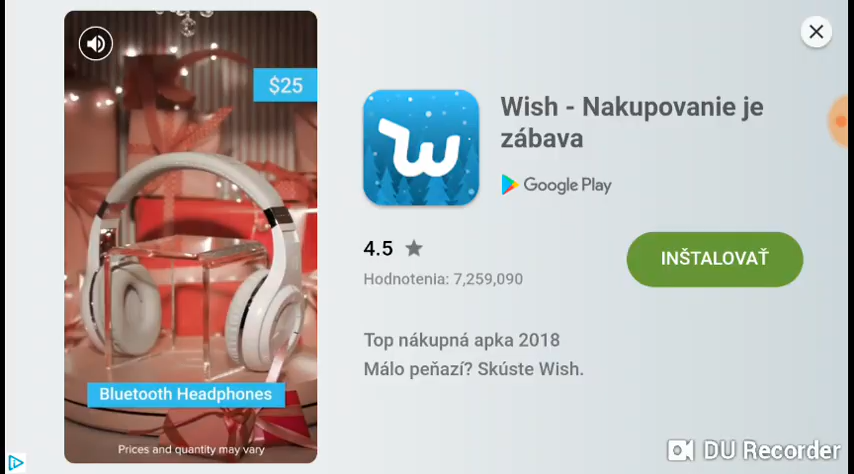 $25
Bluetooth Headphones
Prices and quantity may vary
Wish - Nakupovanie je
zábava
Google Play
4.5 ★
Hodnotenia: 7,259,090
INŠTALOVAŤ
Top nákupná apka 2018
Málo peňazí? Skúste Wish.
DU Recorder